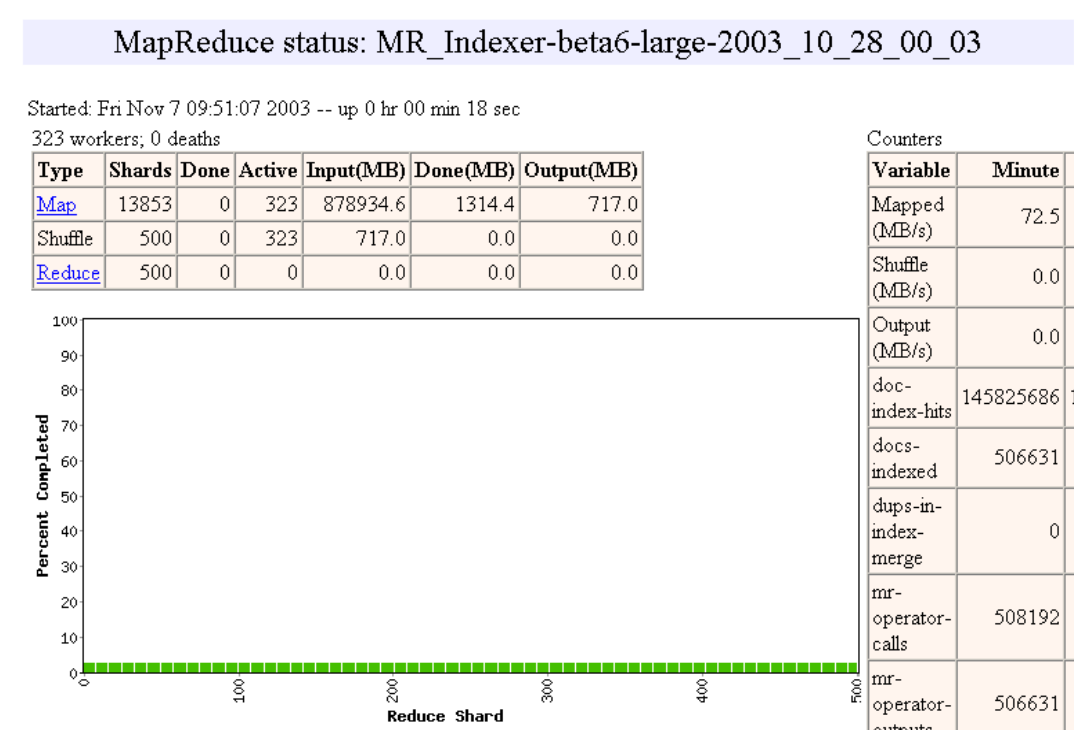 MapReduce status: MR_Indexer-beta6-large-2003_10_28_00_03
Started: Fri Nov 7 09:51:07 2003 -- up 0 hr 00 min 18 sec
323 workers; 0 deaths
Type Shards Done Active Input(MB) Done(MB) Output(MB)
Map 13853 0 323 878934.6 1314.4 717.0
Shuffle 500 0 323 717.0 0.0 0.0
Reduce 500 0 0 0.0 0.0 0.0
100
90
80
70
60
50
40
30
20
10
0
Percent Completed
0 100 200 300 400 500
Reduce Shard
Counters
Variable Minute
Mapped
(MB/s) 72.5
Shuffle
(MB/s) 0.0
Output
(MB/s) 0.0
doc-
index-hits 145825686
docs-
indexed 506631
dups-in-
index-
merge 0
mr-
operator-
calls 508192
mr-
operator-
506631